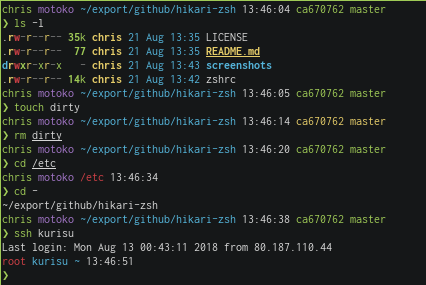 chris motoko ~/export/github/hikari-zsh 13:46:04 ca670762 master
❯ ls -l
.rw-r--r-- 35k chris 21 Aug 13:35 LICENSE
.rw-r--r--  77 chris 21 Aug 13:35 README.md
drwxr-xr-x   - chris 21 Aug 13:43 screenshots
.rw-r--r-- 14k chris 21 Aug 13:42 zshrc
chris motoko ~/export/github/hikari-zsh 13:46:05 ca670762 master
❯ touch dirty
chris motoko ~/export/github/hikari-zsh 13:46:14 ca670762 master
❯ rm dirty
chris motoko ~/export/github/hikari-zsh 13:46:20 ca670762 master
❯ cd /etc
chris motoko /etc 13:46:34
❯ cd -
~/export/github/hikari-zsh
chris motoko ~/export/github/hikari-zsh 13:46:38 ca670762 master
❯ ssh kurisu
Last login: Mon Aug 13 00:43:11 2018 from 80.187.110.44
root kurisu ~ 13:46:51
❯